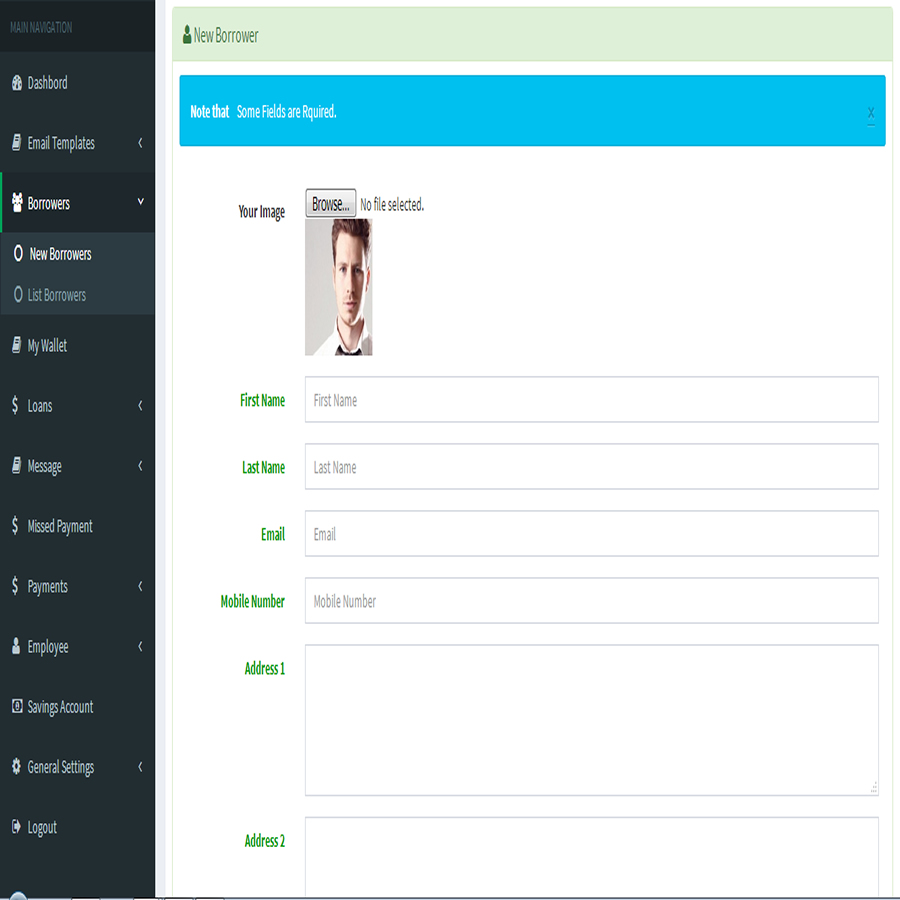 MAIN NAVIGATION
Dashbord
Email Templates
Borrowers
New Borrowers
List Borrowers
My Wallet
Loans
Message
Missed Payment
Payments
Employee
Savings Account
General Settings
Logout
New Borrower
Note that Some Fields are Rquired.
x
Your Image Browse... No file selected.
First Name First Name
Last Name Last Name
Email Email
Mobile Number Mobile Number
Address 1
Address 2